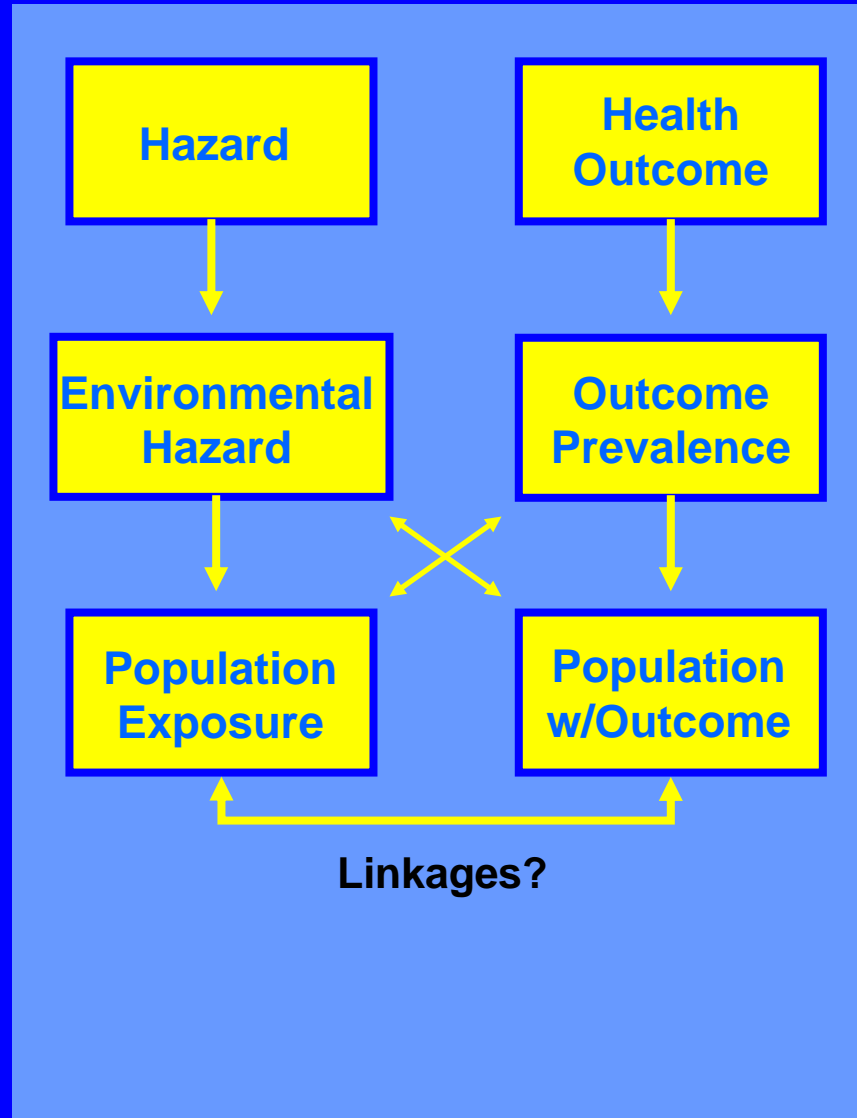 Hazard
Health
Outcome
Environmental
Hazard
Outcome
Prevalence
Population
Exposure
Population
w/Outcome
Linkages?